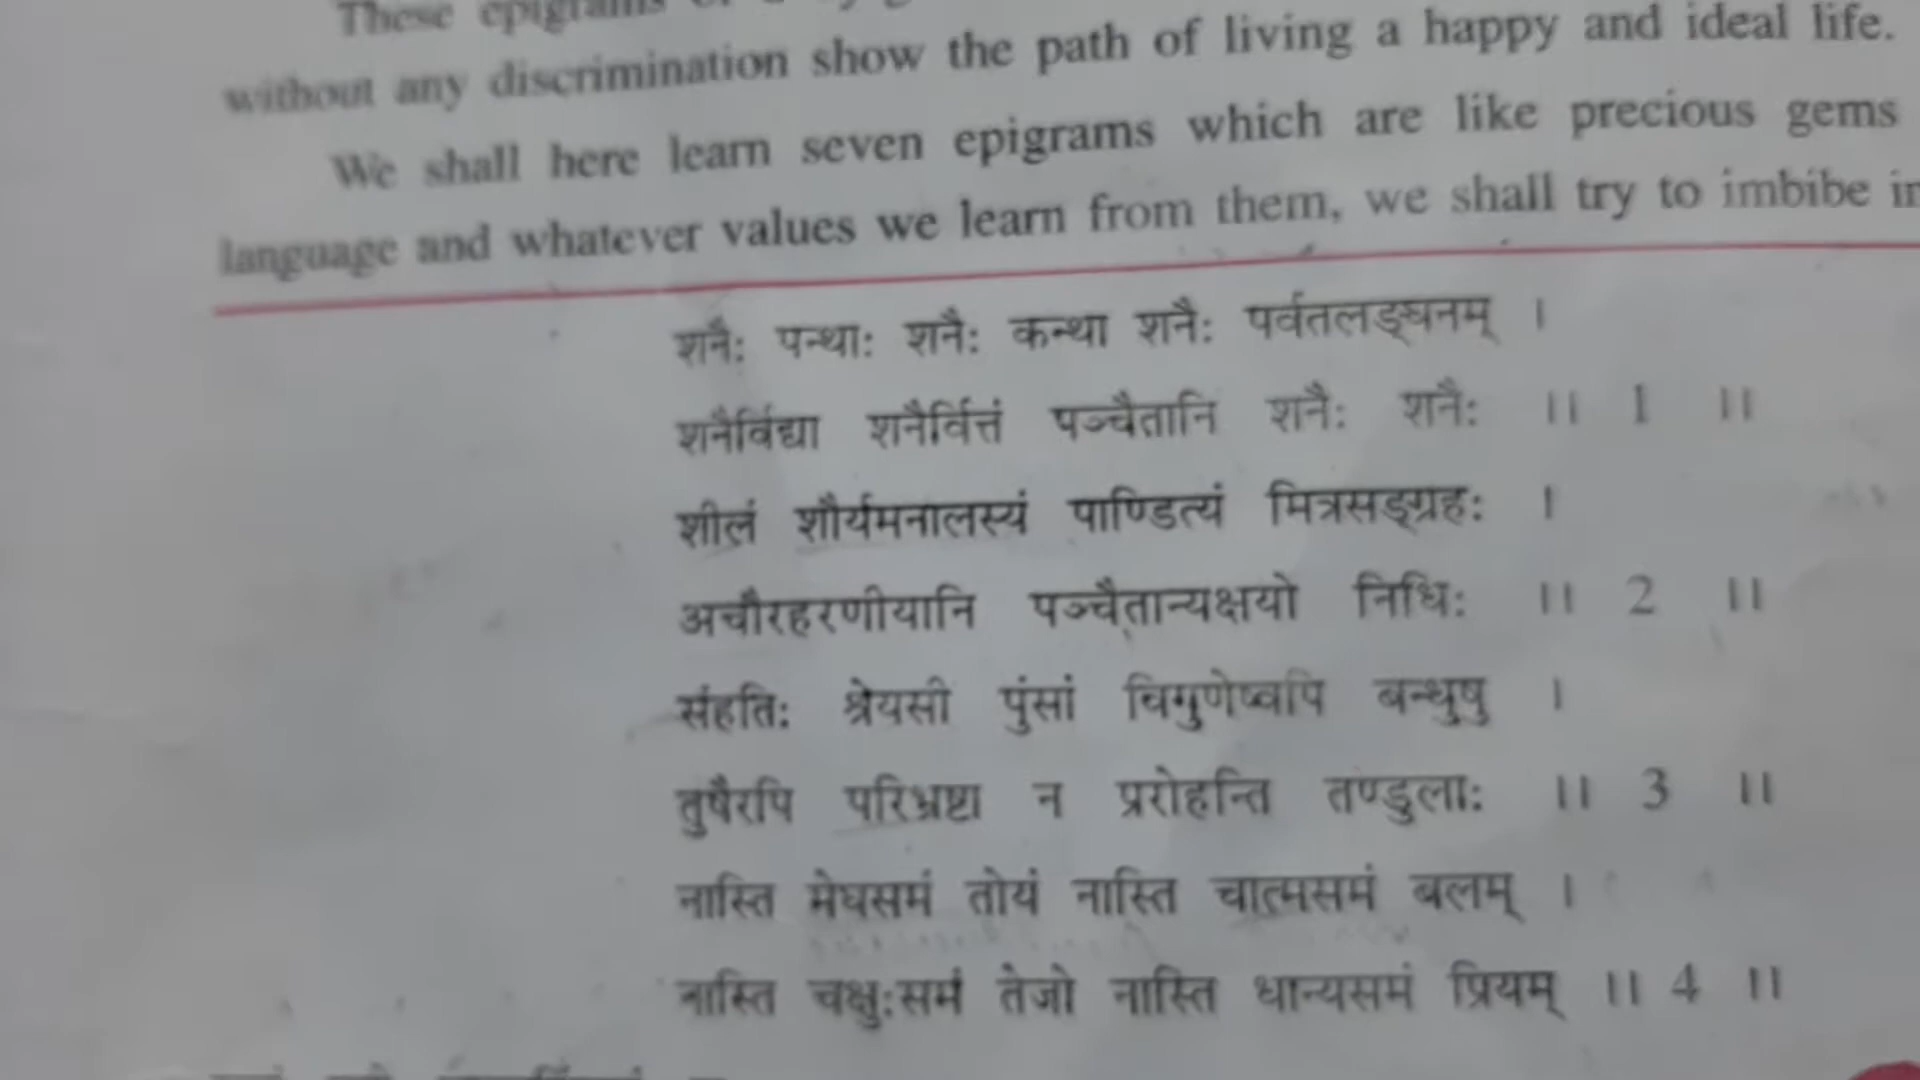 These epigrams
without any discrimination show the path of living a happy and ideal life.
We shall here learn seven epigrams which are like precious gems
language and whatever values we learn from them, we shall try to imbibe in
शनैः पन्थाः शनैः कन्था शनैः पर्वतलङ्घनम् ।
शनैर्विद्या शनैर्वित्तं पञ्चैतानि शनैः शनैः ।। 1 ।।
शीलं शौर्यमनालस्यं पाण्डित्यं मित्रसङ्ग्रहः ।
अचौरहरणीयानि पञ्चैतान्यक्षयो निधिः ।। 2 ।।
संहतिः श्रेयसी पुंसां विगुणेष्वपि बन्धुषु ।
तुषैरपि परिभ्रष्टा न प्ररोहन्ति तण्डुलाः ।। 3 ।।
नास्ति मेघसमं तोयं नास्ति चात्मसमं बलम् ।
नास्ति चक्षुःसमं तेजो नास्ति धान्यसमं प्रियम् ।। 4 ।।